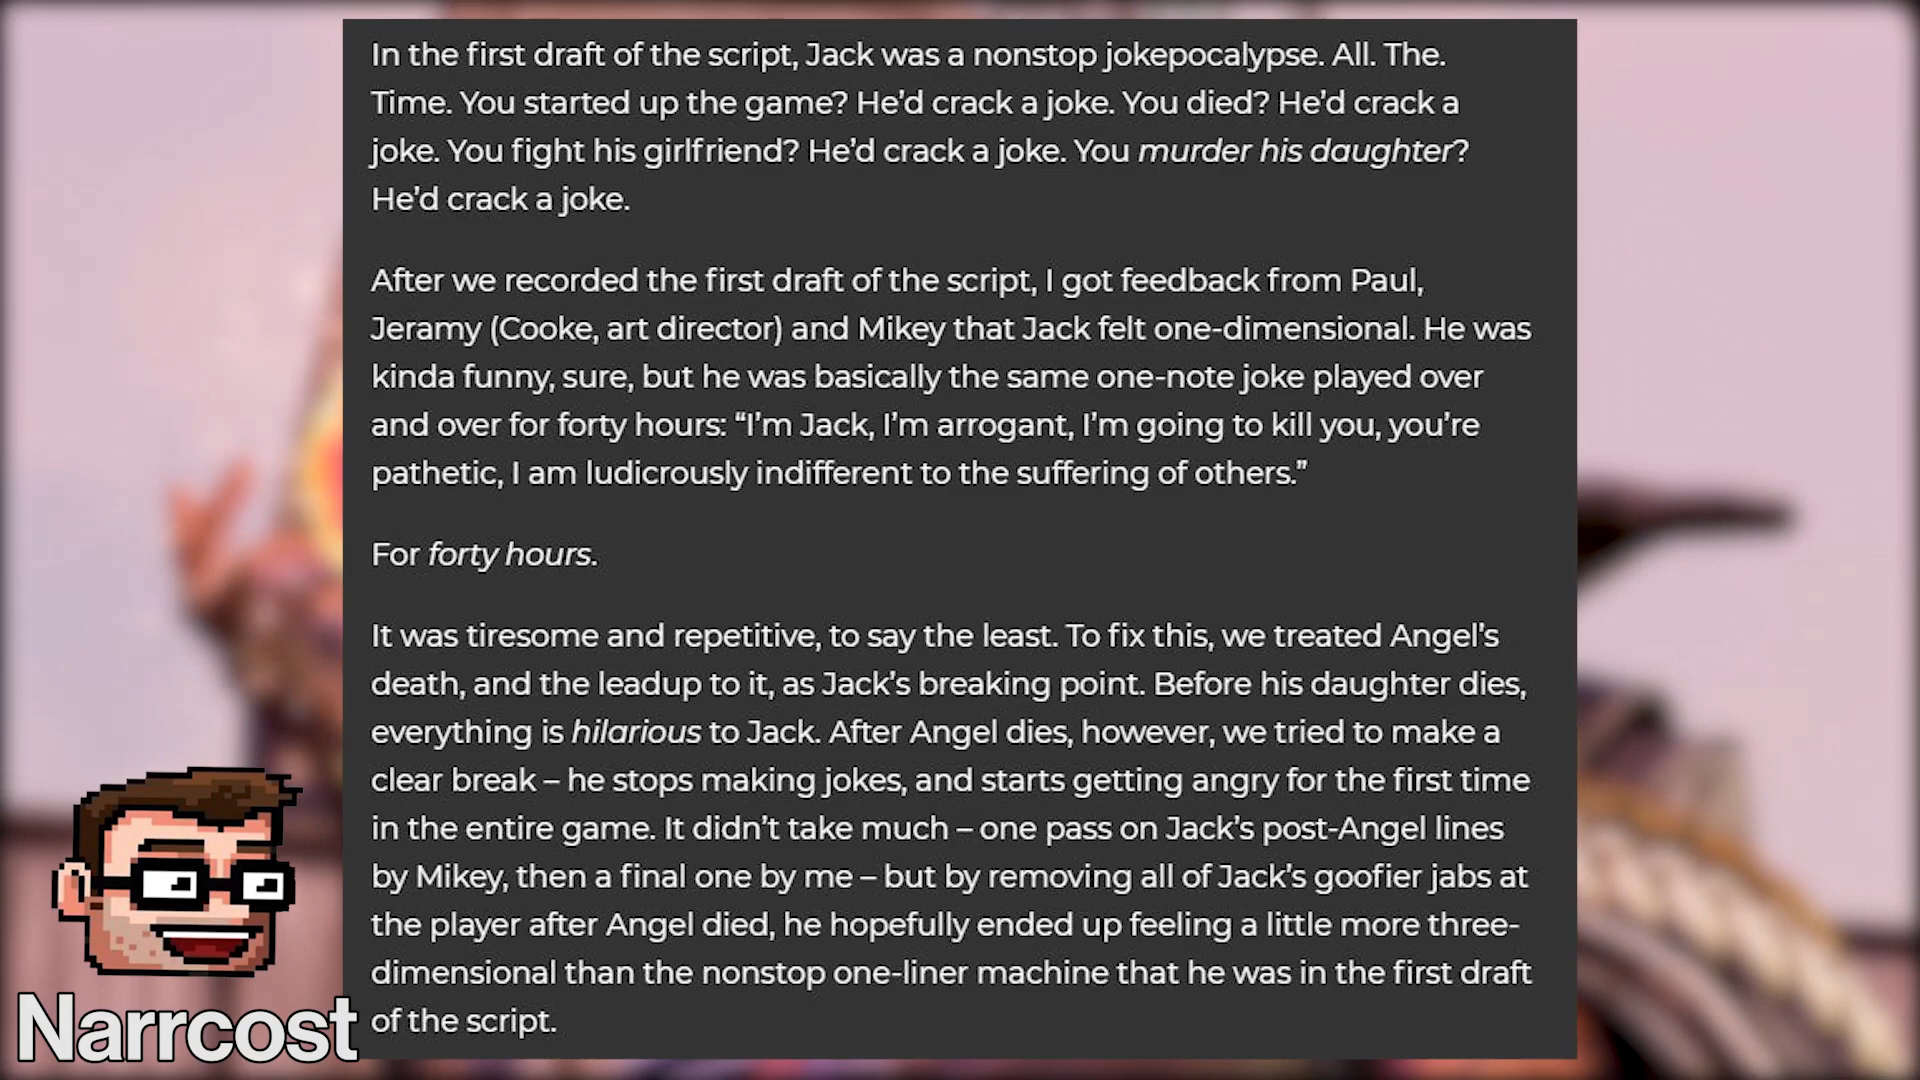 In the first draft of the script, Jack was a nonstop jokepocalypse. All. The.
Time. You started up the game? He’d crack a joke. You died? He’d crack a
joke. You fight his girlfriend? He’d crack a joke. You murder his daughter?
He’d crack a joke.
After we recorded the first draft of the script, I got feedback from Paul,
Jeramy (Cooke, art director) and Mikey that Jack felt one-dimensional. He was
kinda funny, sure, but he was basically the same one-note joke played over
and over for forty hours: “I’m Jack, I’m arrogant, I’m going to kill you, you’re
pathetic, I am ludicrously indifferent to the suffering of others.”
For forty hours.
It was tiresome and repetitive, to say the least. To fix this, we treated Angel’s
death, and the leadup to it, as Jack’s breaking point. Before his daughter dies,
everything is hilarious to Jack. After Angel dies, however, we tried to make a
clear break – he stops making jokes, and starts getting angry for the first time
in the entire game. It didn’t take much – one pass on Jack’s post-Angel lines
by Mikey, then a final one by me – but by removing all of Jack’s goofier jabs at
the player after Angel died, he hopefully ended up feeling a little more three-
dimensional than the nonstop one-liner machine that he was in the first draft
of the script.
Narrcost